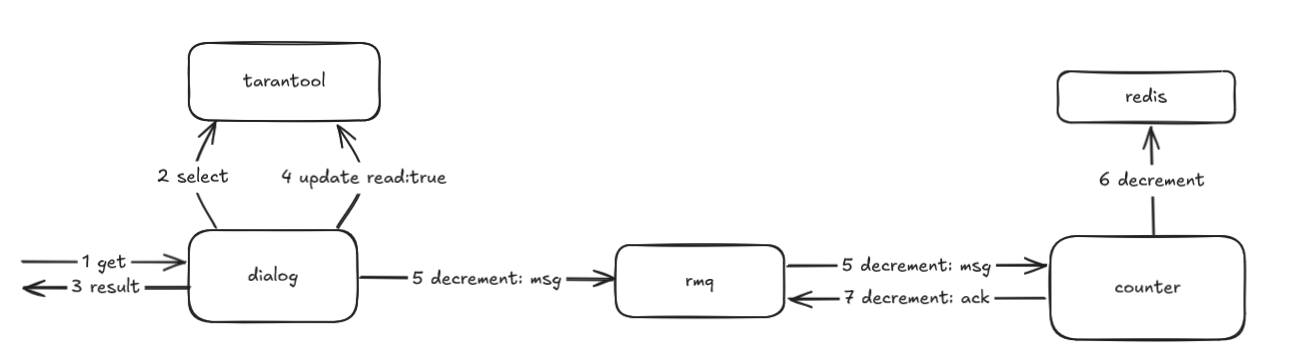 tarantool
redis
2 select
4 update read:true
6 decrement
1 get
3 result
dialog
5 decrement: msg
rmq
5 decrement: msg
7 decrement: ack
counter